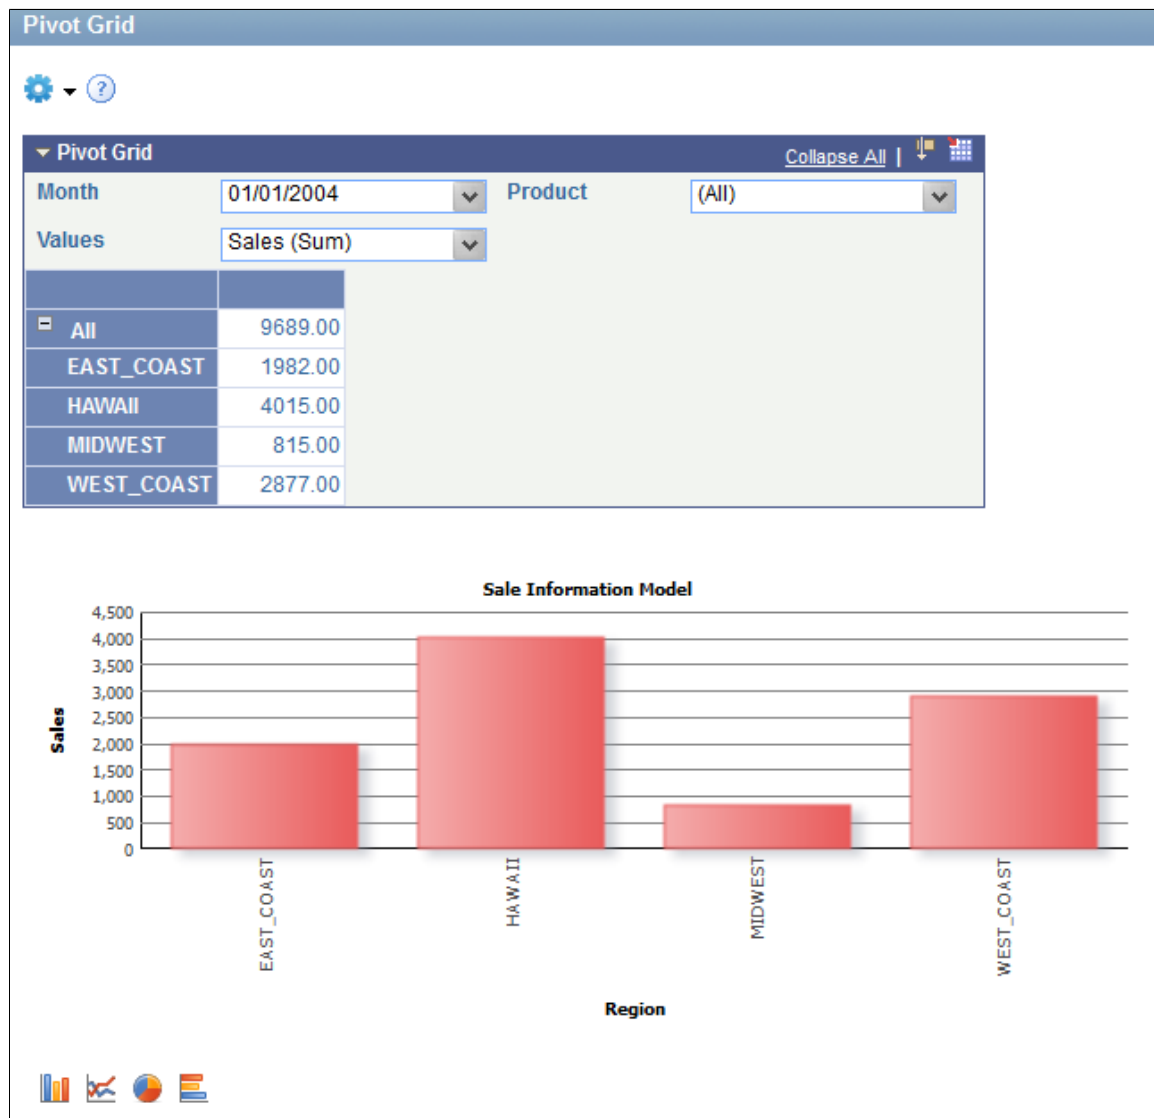 Pivot Grid
?
Pivot Grid Collapse All |
Month 01/01/2004 Product (All)
Values Sales (Sum)
All 9689.00
EAST_COAST 1982.00
HAWAII 4015.00
MIDWEST 815.00
WEST_COAST 2877.00
Sale Information Model
4,500
4,000
3,500
3,000
2,500
2,000
1,500
1,000
500
0
Sales
EAST_COAST
HAWAII
MIDWEST
WEST_COAST
Region